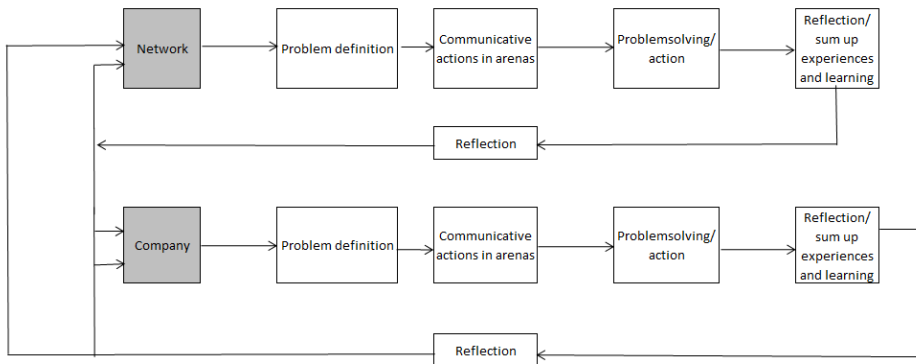 Network
Problem definition
Communicative
actions in arenas
Problemsolving/
action
Reflection/
sum up
experiences
and learning
Reflection
Company
Problem definition
Communicative
actions in arenas
Problemsolving/
action
Reflection/
sum up
experiences
and learning
Reflection